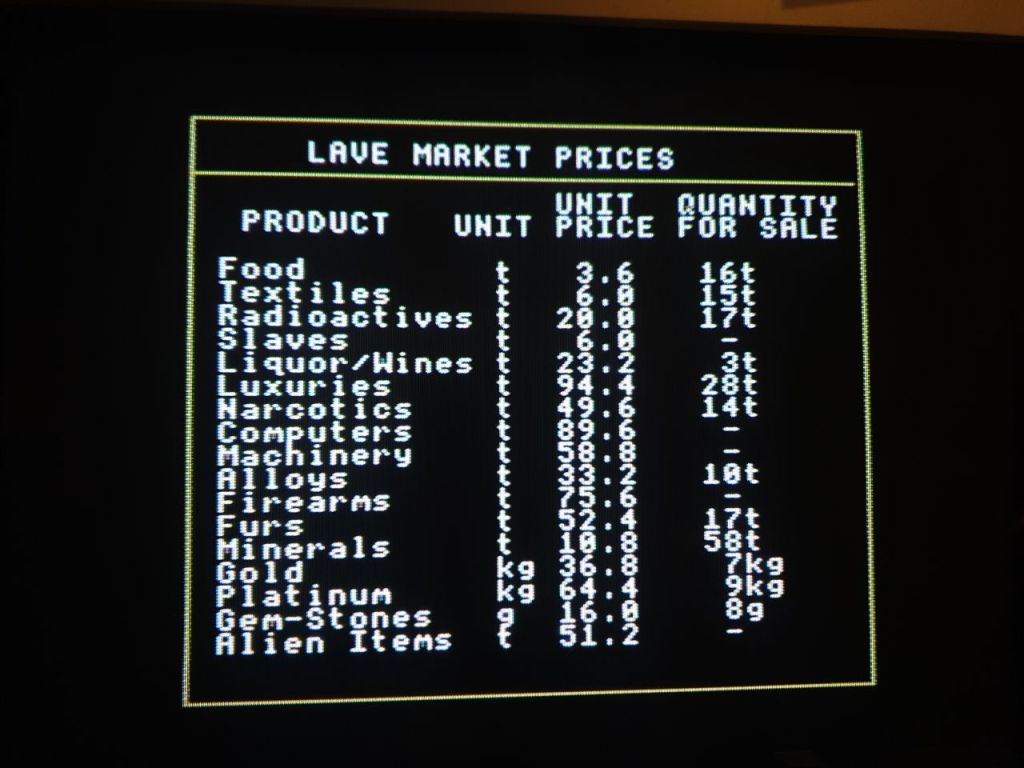 LAVE MARKET PRICES
UNIT QUANTITY
PRODUCT UNIT PRICE FOR SALE
Food t 3.6 16t
Textiles t 6.0 15t
Radioactives t 20.0 17t
Slaves t 6.0 -
Liquor/Wines t 23.2 3t
Luxuries t 94.4 28t
Narcotics t 49.6 14t
Computers t 89.6 -
Machinery t 58.8 -
Alloys t 33.2 10t
Firearms t 75.6 -
Furs t 52.4 17t
Minerals t 10.8 58t
Gold kg 36.8 7kg
Platinum kg 64.4 9kg
Gem-Stones g 16.0 8g
Alien Items t 51.2 -